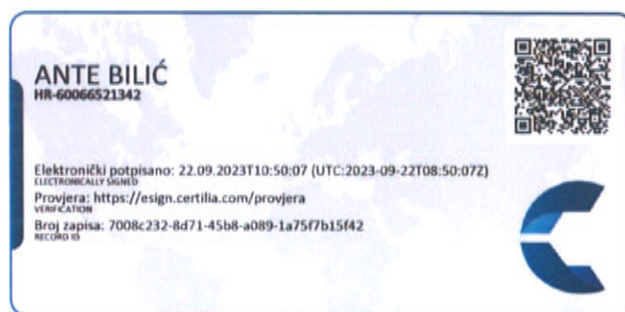 ANTE BILIĆ
HR-60066521342
Elektronički potpisano: 22.09.2023T10:50:07 (UTC:2023-09-22T08:50:07Z)
ELECTRONICALLY SIGNED
Provjera: https://esign.certilia.com/provjera
VERIFICATION
Broj zapisa: 7008c232-8d71-45b8-a089-1a75f7b15f42
RECORD ID